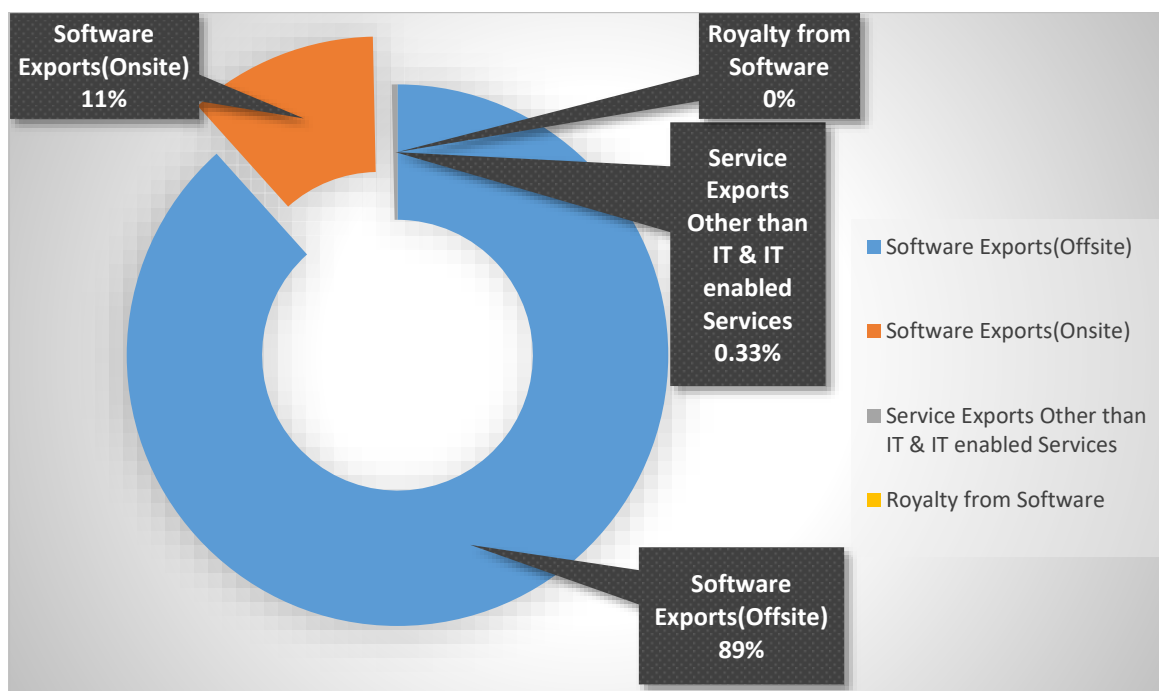 Software
Exports(Onsite)
11%
Royalty from
Software
0%
Service
Exports
Other than
IT & IT
enabled
Services
0.33%
Software Exports(Offsite)
Software Exports(Onsite)
Service Exports Other than
IT & IT enabled Services
Royalty from Software
Software
Exports(Offsite)
89%